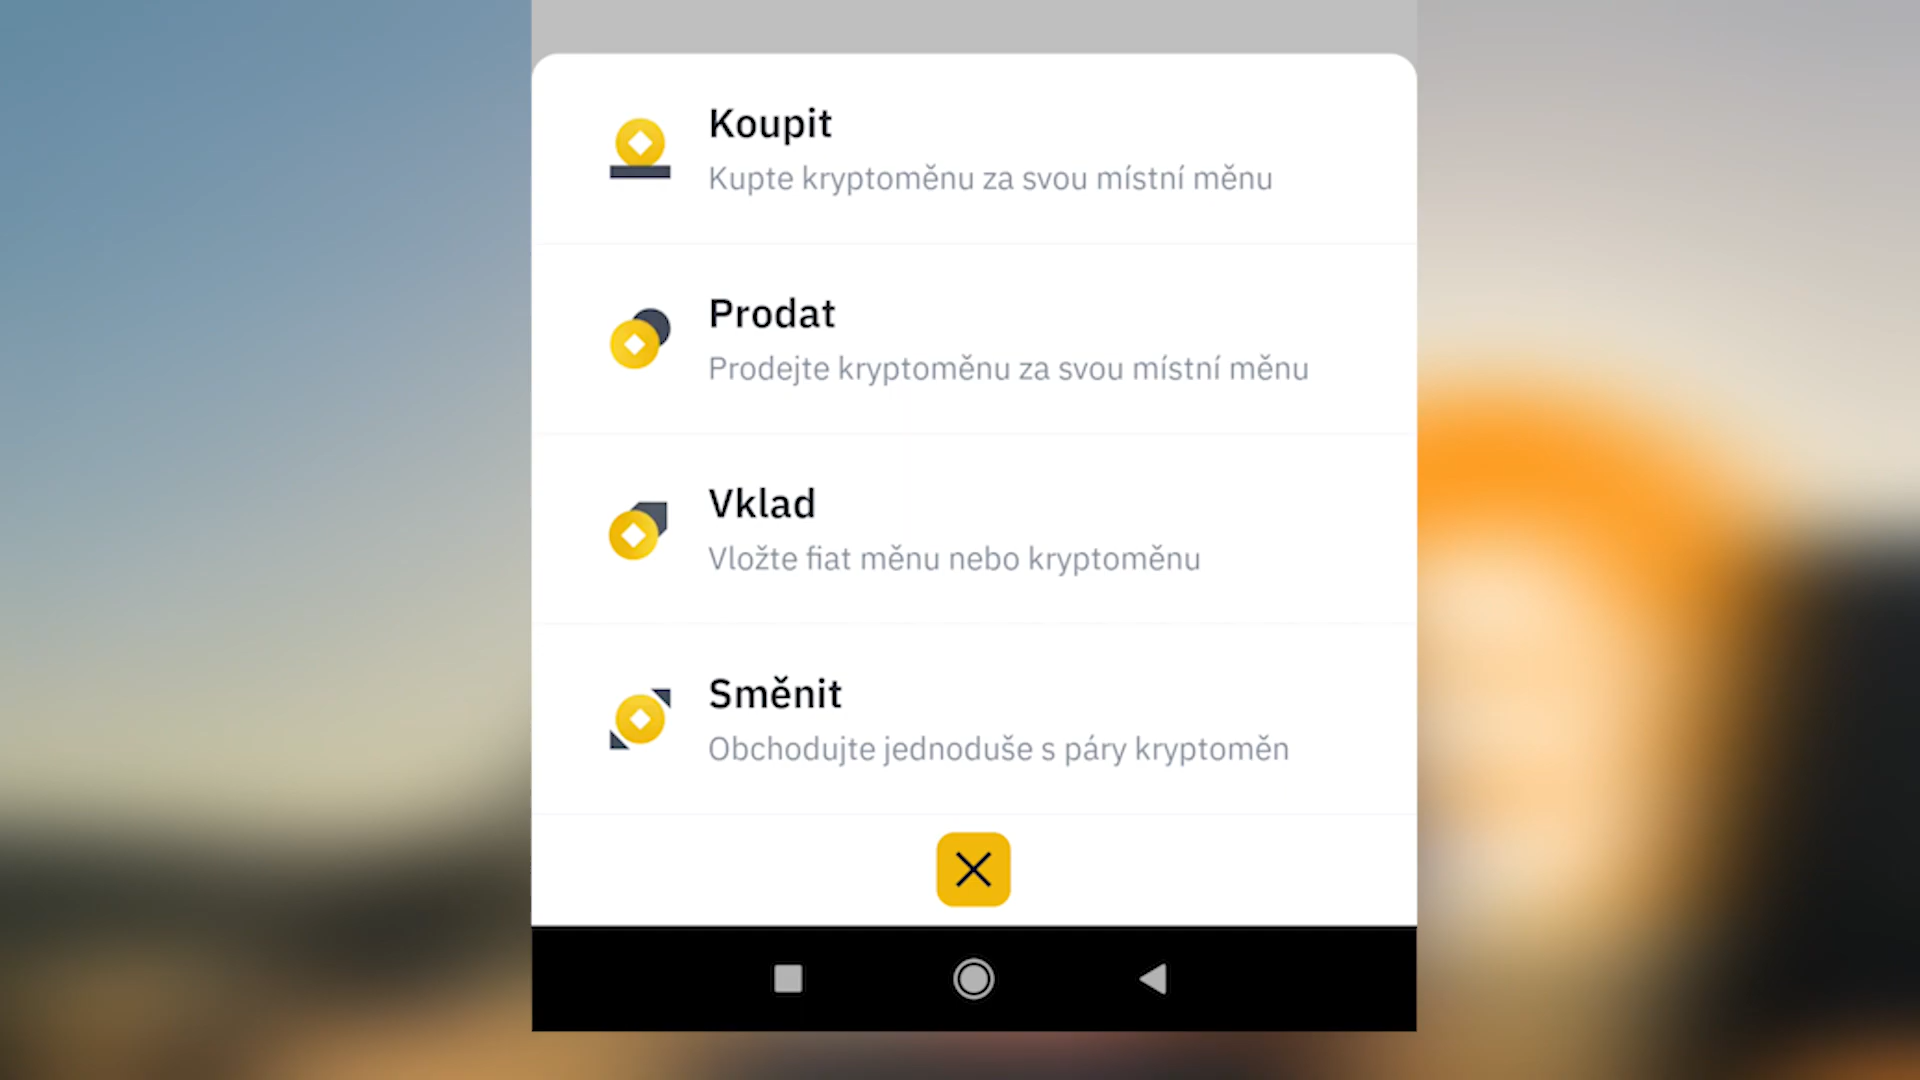 Koupit
Kupte kryptoměnu za svou místní měnu
Prodat
Prodejte kryptoměnu za svou místní měnu
Vklad
Vložte fiat měnu nebo kryptoměnu
Směnit
Obchodujte jednoduše s páry kryptoměn